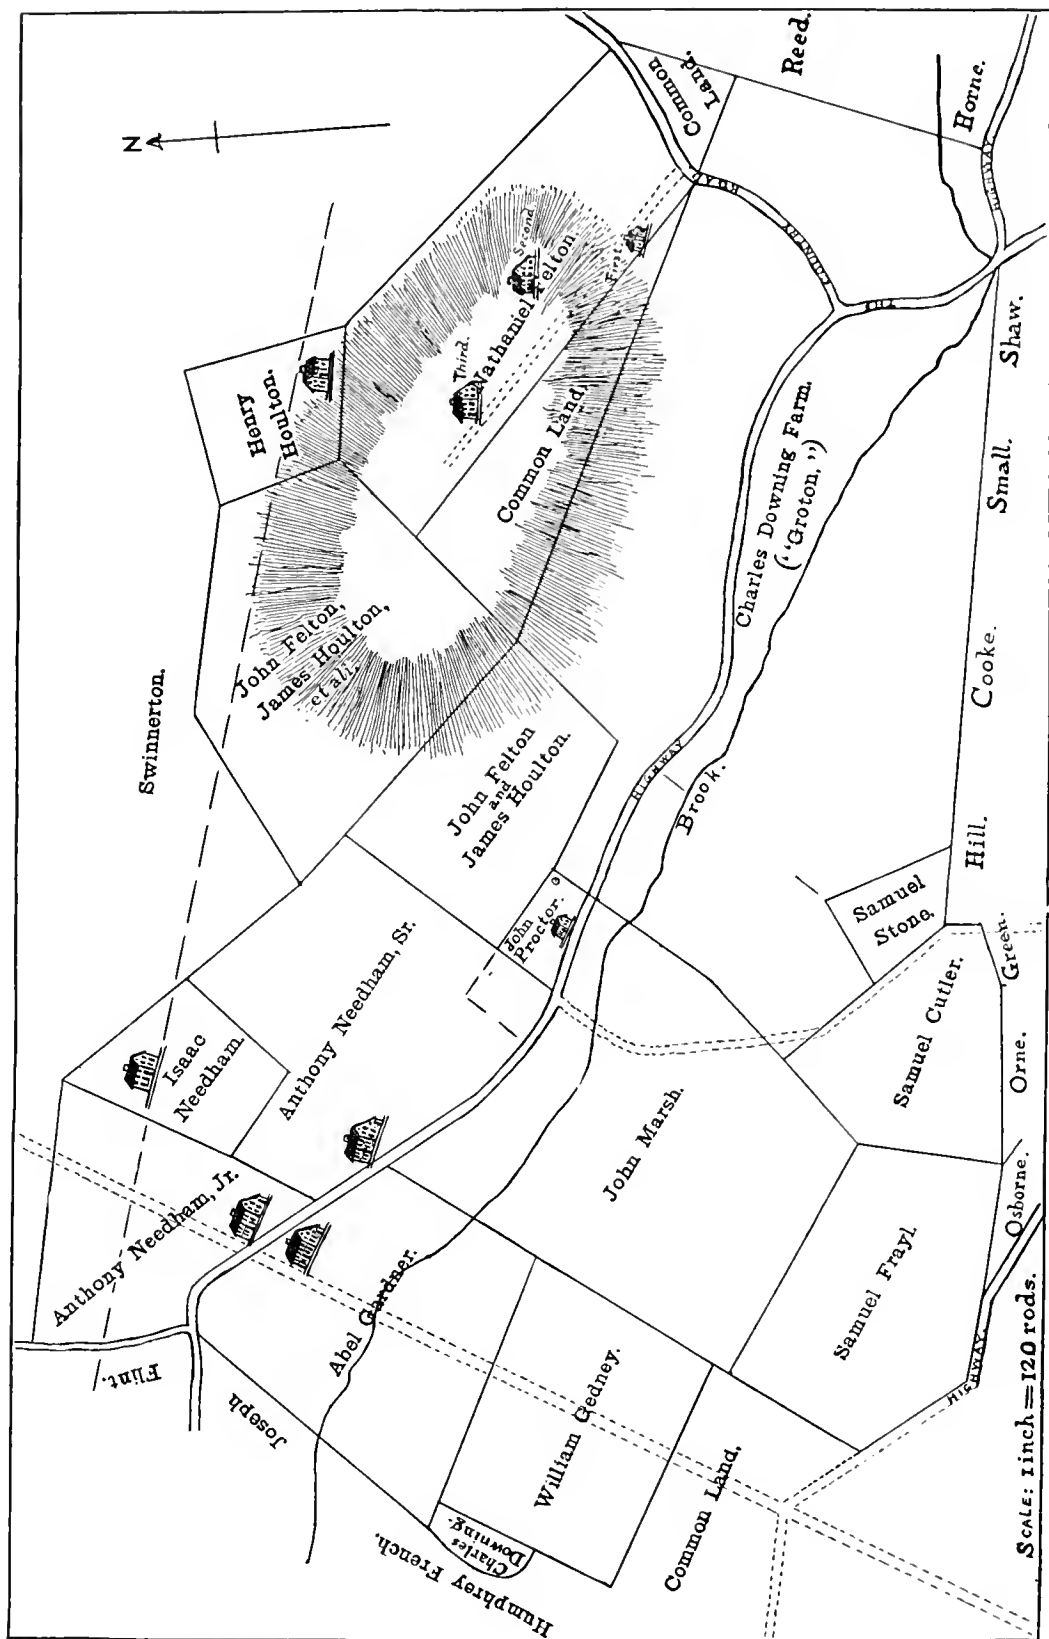 N
Swinnerton.
Henry
Houlton.
John Felton,
James Houlton,
et ali.
Second.
Third.
Nathaniel Felton.
First.
Common
Land.
Reed.
Horne.
HIGHWAY.
THE COUNTRY ROAD
Common Land.
Charles Downing Farm.
("Groton,")
John Felton
and
James Houlton.
HIGHWAY
Brook.
John
Proctor.
Isaac
Needham.
Anthony Needham, Sr.
Anthony Needham, Jr.
Flint.
Joseph
Abel Gardner.
Humphrey French.
Charles
Downing.
William Gedney.
Common Land,
John Marsh.
Samuel Frayl.
Samuel Cutler.
Samuel
Stone.
Osborne.
Orne.
Green.
Hill.
Cooke.
Small.
Shaw.
HIGHWAY.
SCALE: 1 inch = 120 rods.